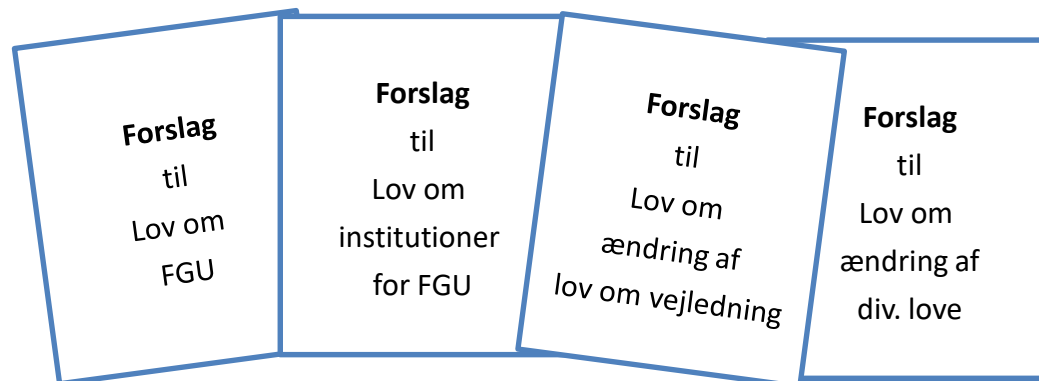 Forslag
til
Lov om
FGU
Forslag
til
Lov om
institutioner
for FGU
Forslag
til
Lov om
ændring af
lov om vejledning
Forslag
til
Lov om
ændring af
div. love